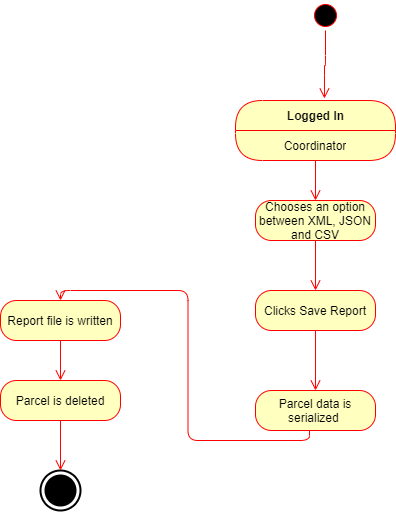 Logged In
Coordinator
Chooses an option
between XML, JSON
and CSV
Clicks Save Report
Parcel data is
serialized
Report file is written
Parcel is deleted